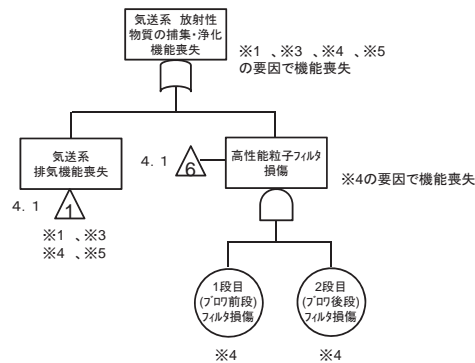 気送系 放射性
物質の捕集・浄化
機能喪失
※1 、※3 、※4 、※5
の要因で機能喪失
気送系
排気機能喪失
4. 1
1
※1 、※3
※4 、※5
4. 1
6
高性能粒子フィルタ
損傷
※4の要因で機能喪失
1段目
(ブロワ前段)
フィルタ損傷
※4
2段目
(ブロワ後段)
フィルタ損傷
※4